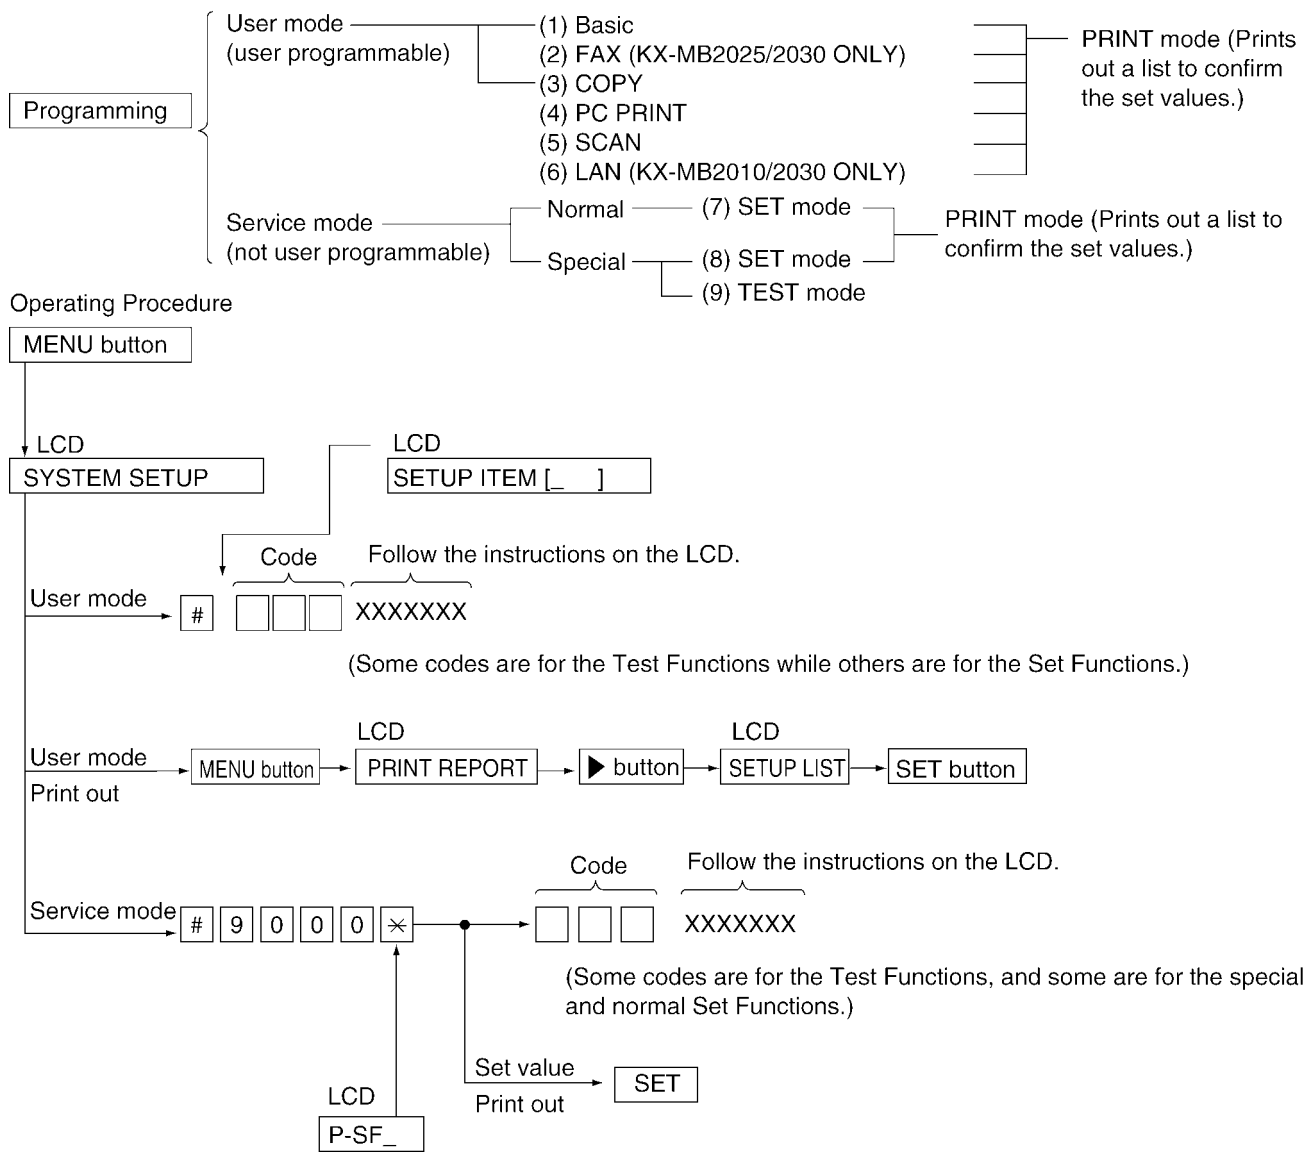 User mode
(user programmable)
(1) Basic
(2) FAX (KX-MB2025/2030 ONLY)
(3) COPY
(4) PC PRINT
(5) SCAN
(6) LAN (KX-MB2010/2030 ONLY)
PRINT mode (Prints
out a list to confirm
the set values.)
Programming
Service mode
(not user programmable)
Normal
(7) SET mode
Special
(8) SET mode
(9) TEST mode
PRINT mode (Prints out a list to
confirm the set values.)
Operating Procedure
MENU button
LCD
SYSTEM SETUP
LCD
SETUP ITEM [_ ]
Code
Follow the instructions on the LCD.
User mode
#
XXXXXXX
(Some codes are for the Test Functions while others are for the Set Functions.)
User mode
Print out
MENU button
LCD
PRINT REPORT
▶ button
LCD
SETUP LIST
SET button
Code
Follow the instructions on the LCD.
Service mode
# 9 0 0 0 *
XXXXXXX
(Some codes are for the Test Functions, and some are for the special
and normal Set Functions.)
Set value
Print out
SET
LCD
P-SF_